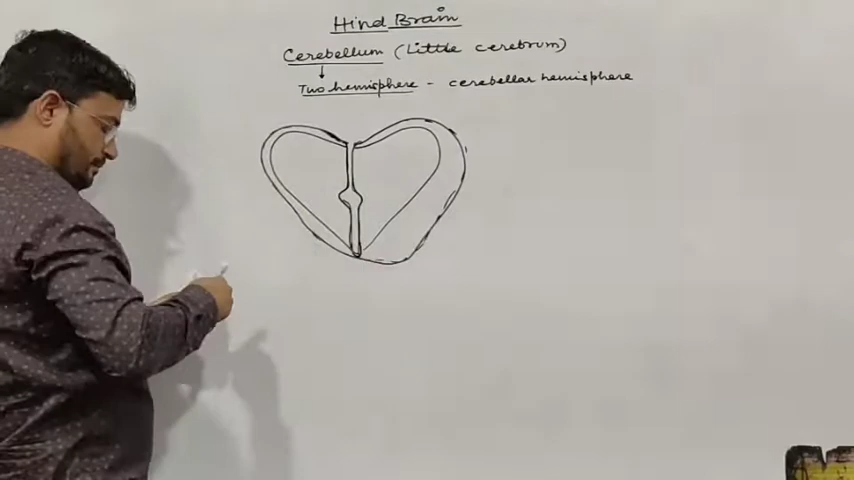 Hind Brain
Cerebellum (Little cerebrum)
Two hemisphere - cerebellar hemisphere